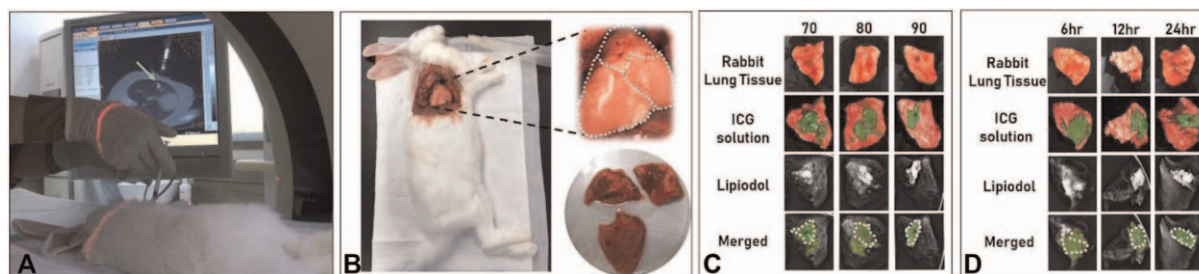 A
B
70 80 90
Rabbit
Lung Tissue
ICG
solution
Lipiodol
Merged
C
6hr 12hr 24hr
Rabbit
Lung Tissue
ICG
solution
Lipiodol
Merged
D